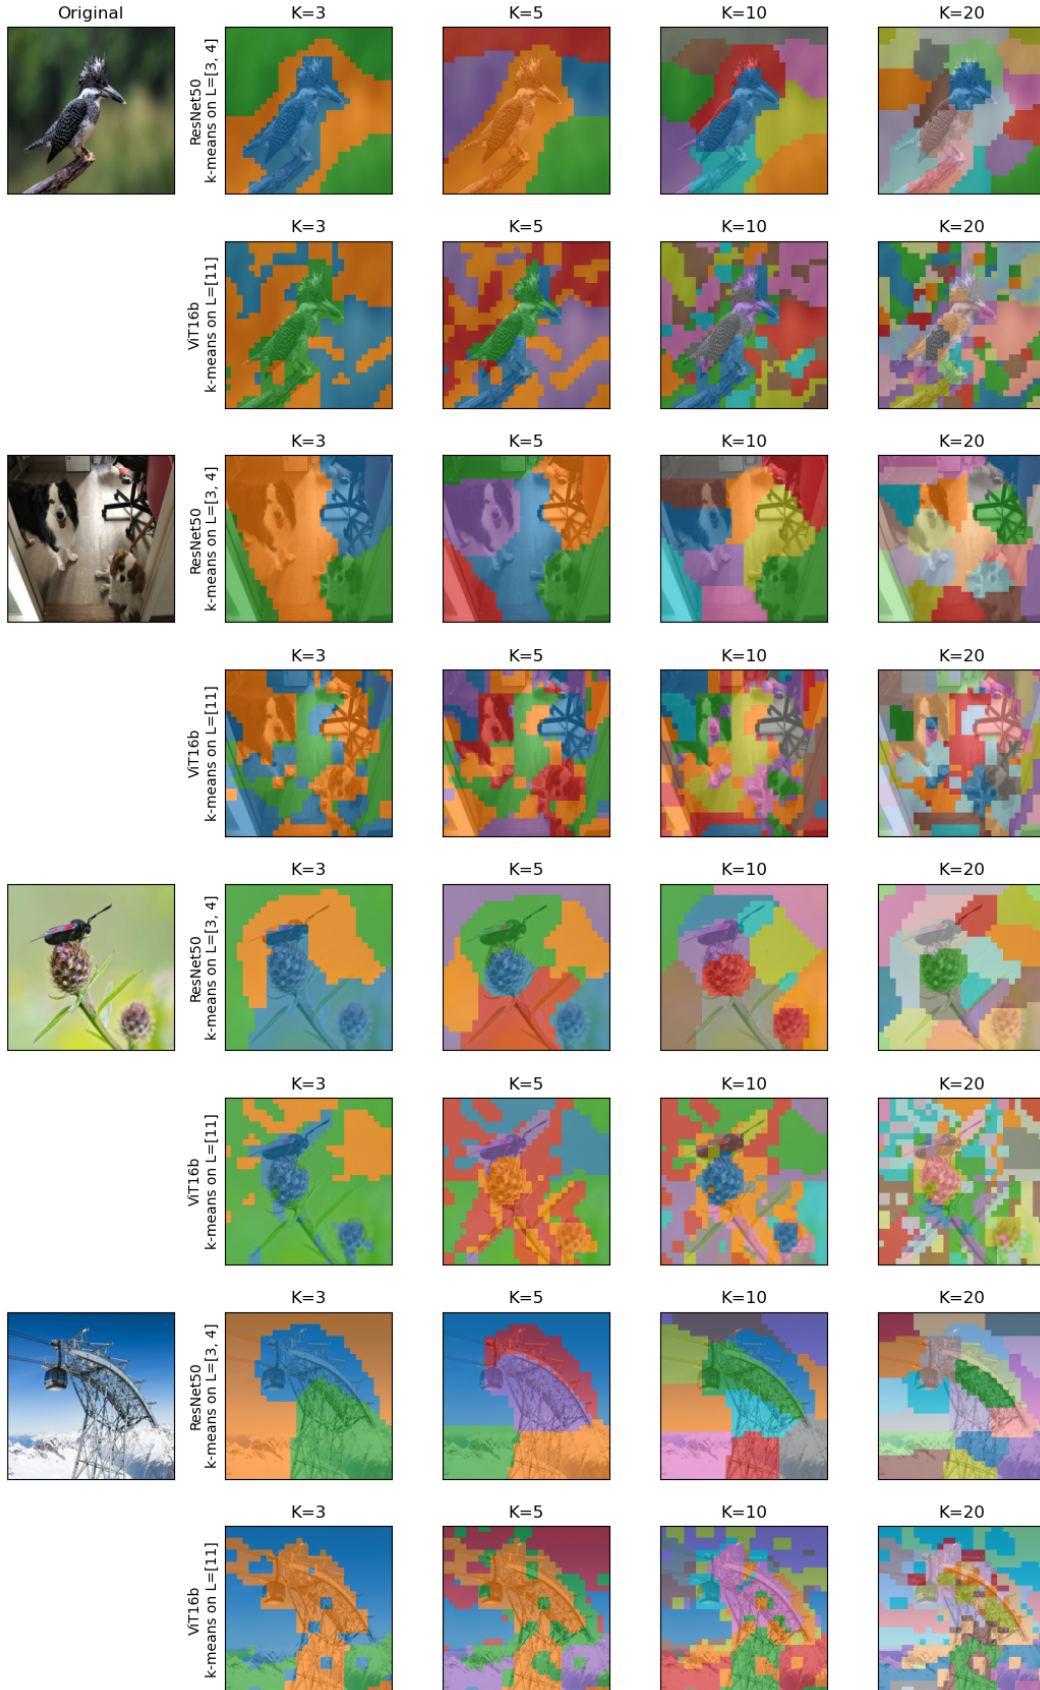 Original K=3 K=5 K=10 K=20
ResNet50
k-means on L=[3, 4]
K=3 K=5 K=10 K=20
ViT16b
k-means on L=[11]
K=3 K=5 K=10 K=20
ResNet50
k-means on L=[3, 4]
K=3 K=5 K=10 K=20
ViT16b
k-means on L=[11]
K=3 K=5 K=10 K=20
ResNet50
k-means on L=[3, 4]
K=3 K=5 K=10 K=20
ViT16b
k-means on L=[11]
K=3 K=5 K=10 K=20
ResNet50
k-means on L=[3, 4]
K=3 K=5 K=10 K=20
ViT16b
k-means on L=[11]